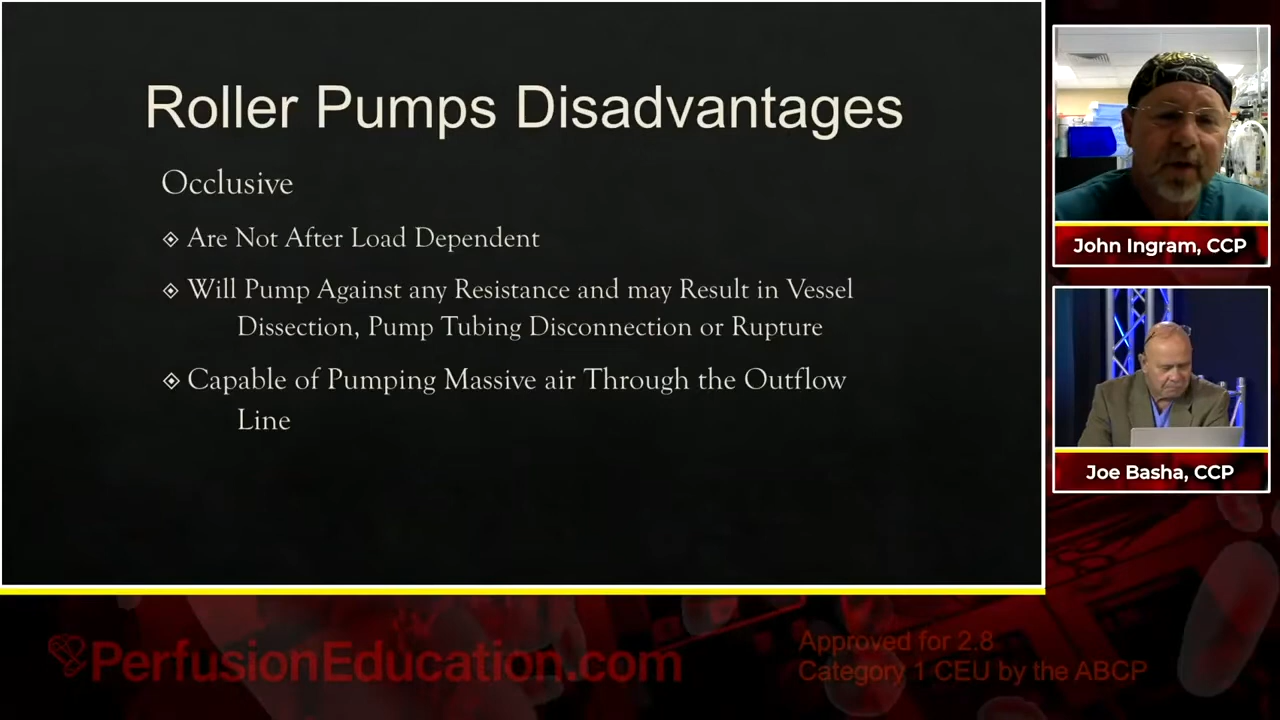 Roller Pumps Disadvantages
Occlusive
Are Not After Load Dependent
Will Pump Against any Resistance and may Result in Vessel
Dissection, Pump Tubing Disconnection or Rupture
Capable of Pumping Massive air Through the Outflow
Line
John Ingram, CCP
Joe Basha, CCP
PerfusionEducation.com
Approved for 2.8
Category 1 CEU by the ABCP